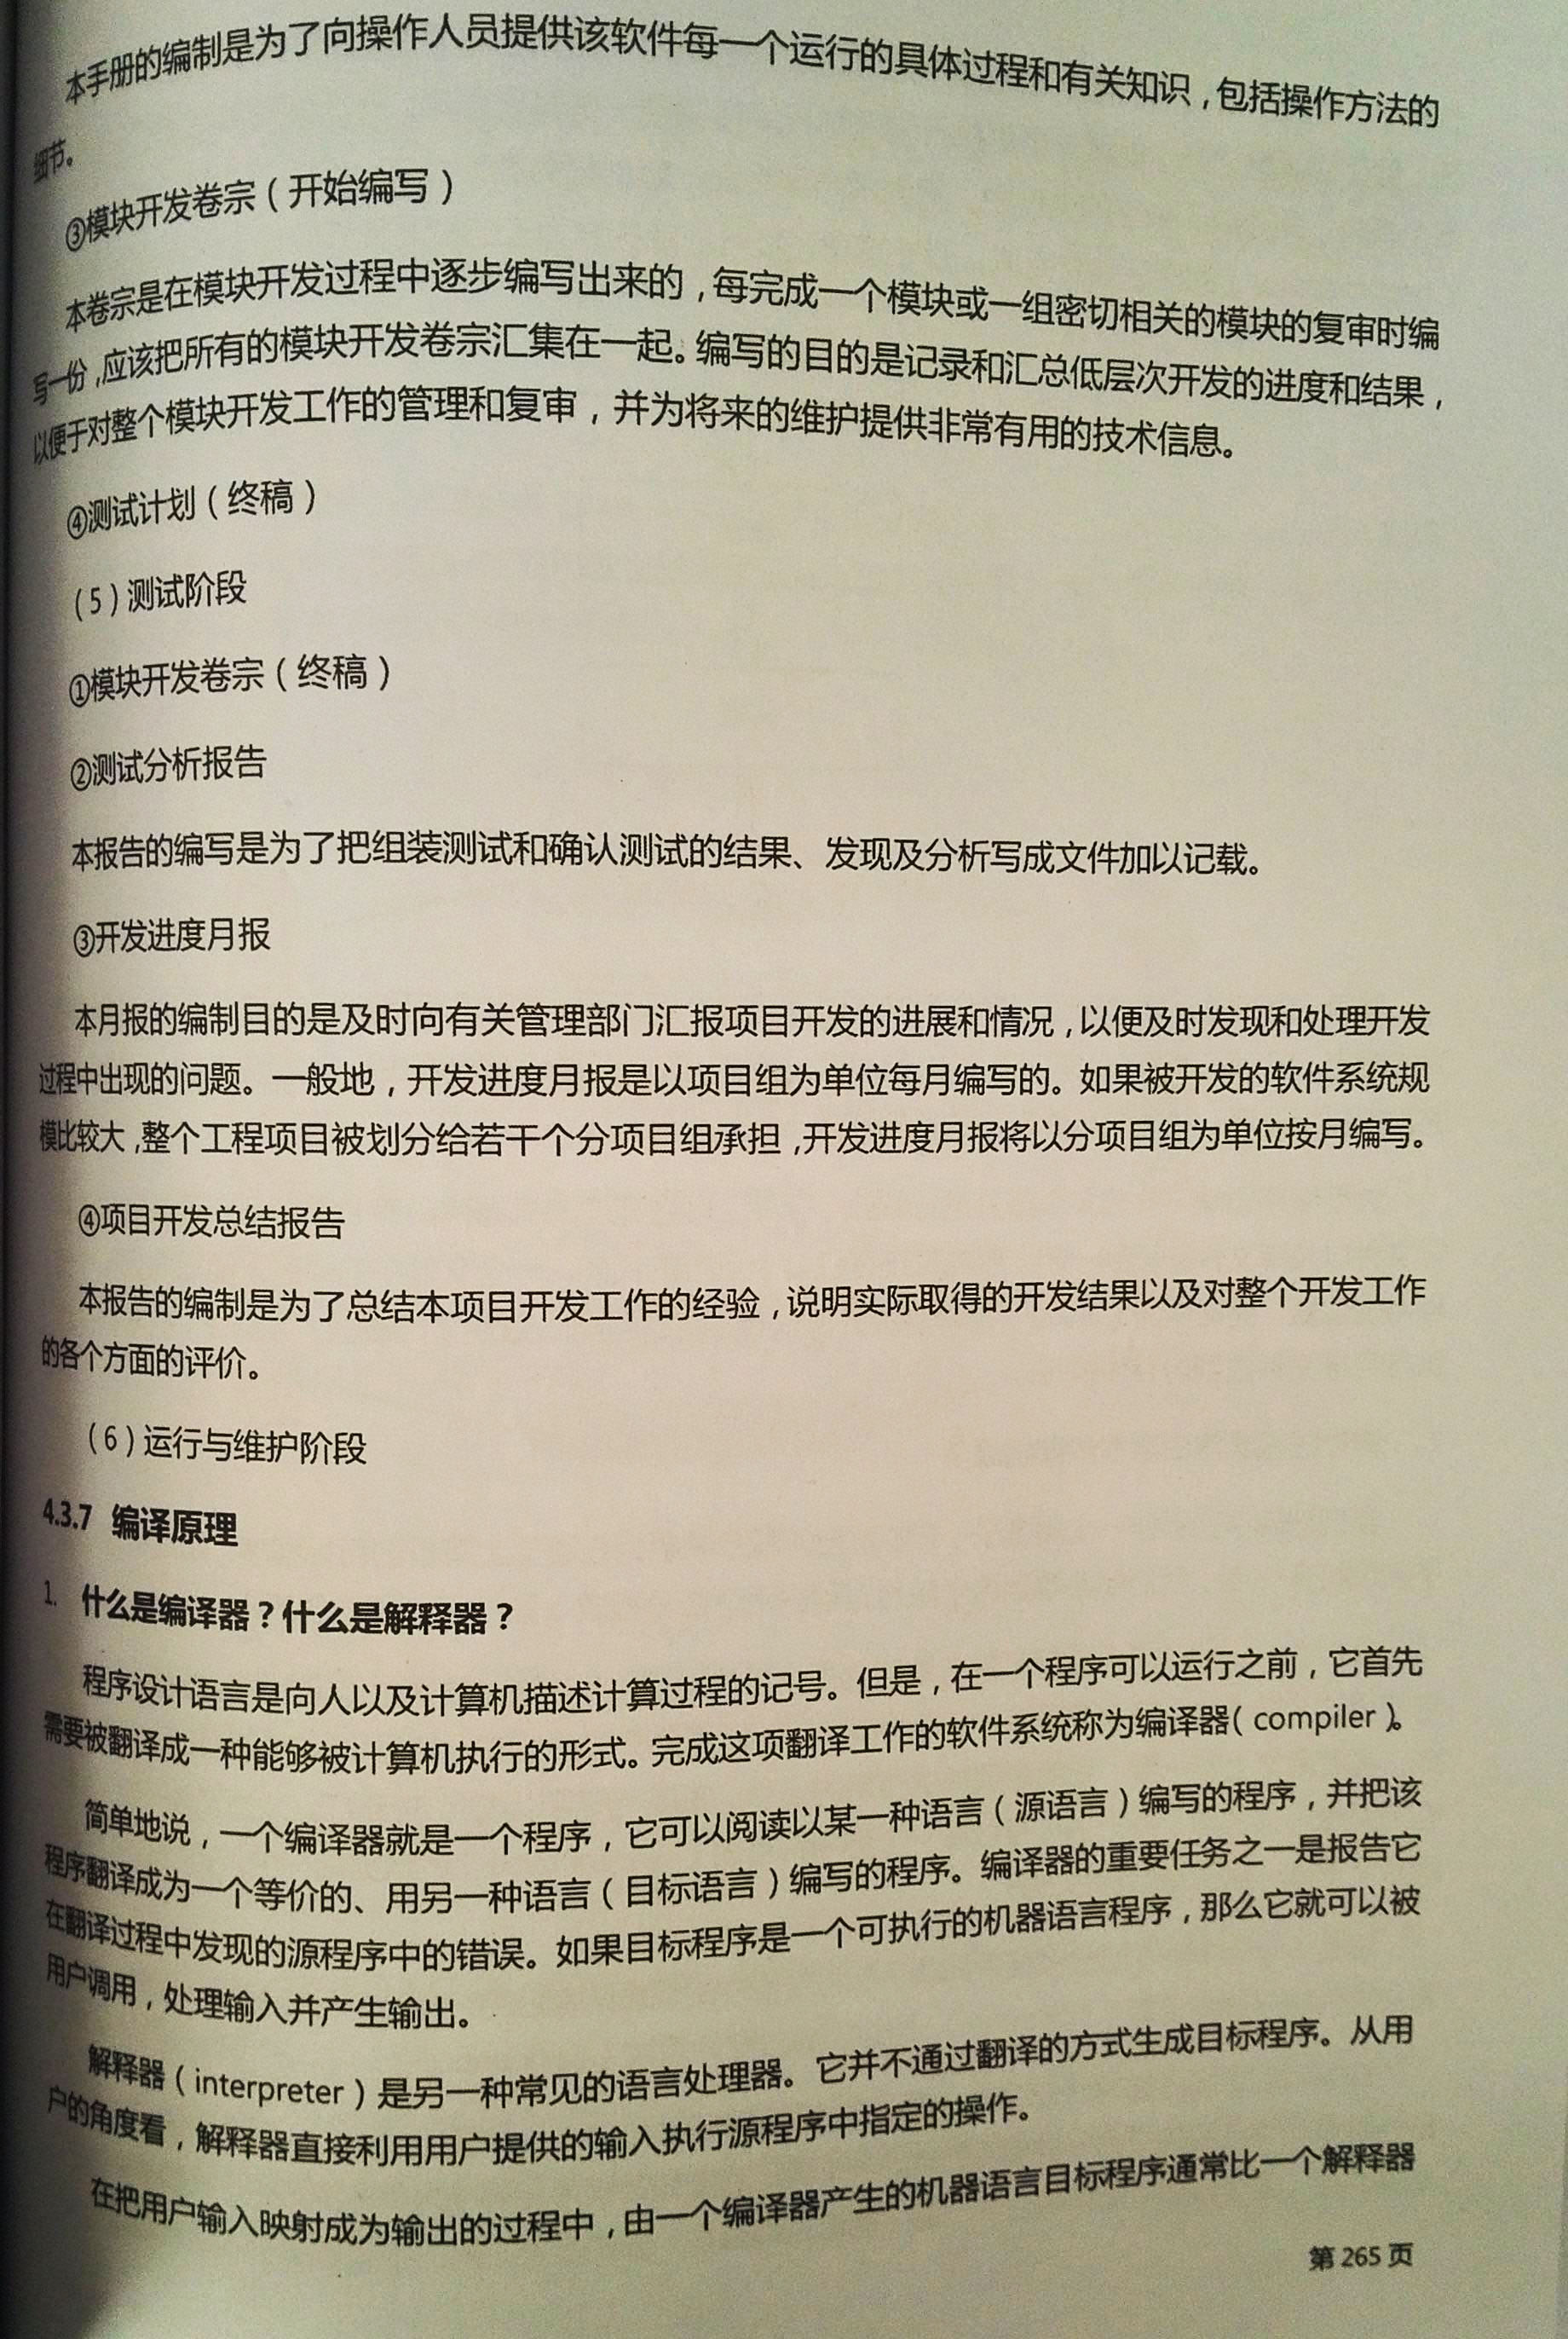 本手册的编制是为了向操作人员提供该软件每一个运行的具体过程和有关知识，包括操作方法的
细节。
③模块开发卷宗（开始编写）
本卷宗是在模块开发过程中逐步编写出来的，每完成一个模块或一组密切相关的模块的复审时编
写一份，应该把所有的模块开发卷宗汇集在一起。编写的目的是记录和汇总低层次开发的进度和结果，
以便于对整个模块开发工作的管理和复审，并为将来的维护提供非常有用的技术信息。
④测试计划（终稿）
（5）测试阶段
①模块开发卷宗（终稿）
②测试分析报告
本报告的编写是为了把组装测试和确认测试的结果、发现及分析写成文件加以记载。
③开发进度月报
本月报的编制目的是及时向有关管理部门汇报项目开发的进展和情况，以便及时发现和处理开发
过程中出现的问题。一般地，开发进度月报是以项目组为单位每月编写的。如果被开发的软件系统规
模比较大，整个工程项目被划分给若干个分项目组承担，开发进度月报将以分项目组为单位按月编写。
④项目开发总结报告
本报告的编制是为了总结本项目开发工作的经验，说明实际取得的开发结果以及对整个开发工作
的各个方面的评价。
（6）运行与维护阶段
4.3.7 编译原理
1. 什么是编译器？什么是解释器？
程序设计语言是向人以及计算机描述计算过程的记号。但是，在一个程序可以运行之前，它首先
需要被翻译成一种能够被计算机执行的形式。完成这项翻译工作的软件系统称为编译器（compiler）。
简单地说，一个编译器就是一个程序，它可以阅读以某一种语言（源语言）编写的程序，并把该
程序翻译成为一个等价的、用另一种语言（目标语言）编写的程序。编译器的重要任务之一是报告它
在翻译过程中发现的源程序中的错误。如果目标程序是一个可执行的机器语言程序，那么它就可以被
用户调用，处理输入并产生输出。
解释器（interpreter）是另一种常见的语言处理器。它并不通过翻译的方式生成目标程序。从用
户的角度看，解释器直接利用用户提供的输入执行源程序中指定的操作。
在把用户输入映射成为输出的过程中，由一个编译器产生的机器语言目标程序通常比一个解释器
第 265 页